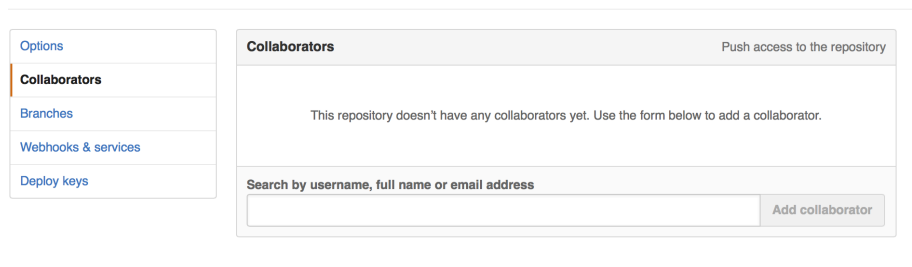 Options
Collaborators
Branches
Webhooks & services
Deploy keys
Collaborators
Push access to the repository
This repository doesn't have any collaborators yet. Use the form below to add a collaborator.
Search by username, full name or email address
Add collaborator